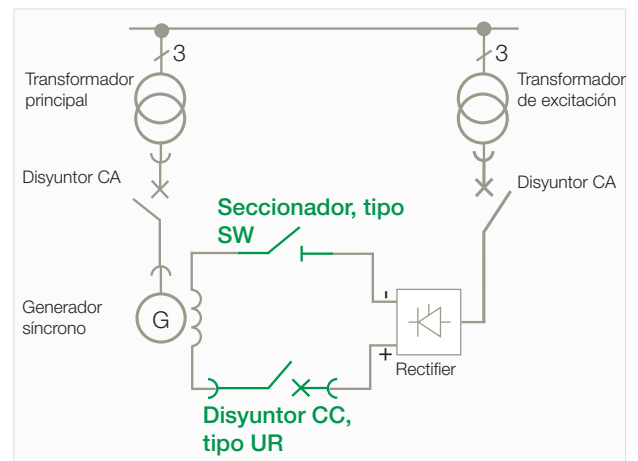 3
3
Transformador
principal
Transformador
de excitación
Disyuntor CA
Disyuntor CA
Seccionador, tipo
SW
Generador
síncrono
G
-
+
Rectifier
Disyuntor CC,
tipo UR